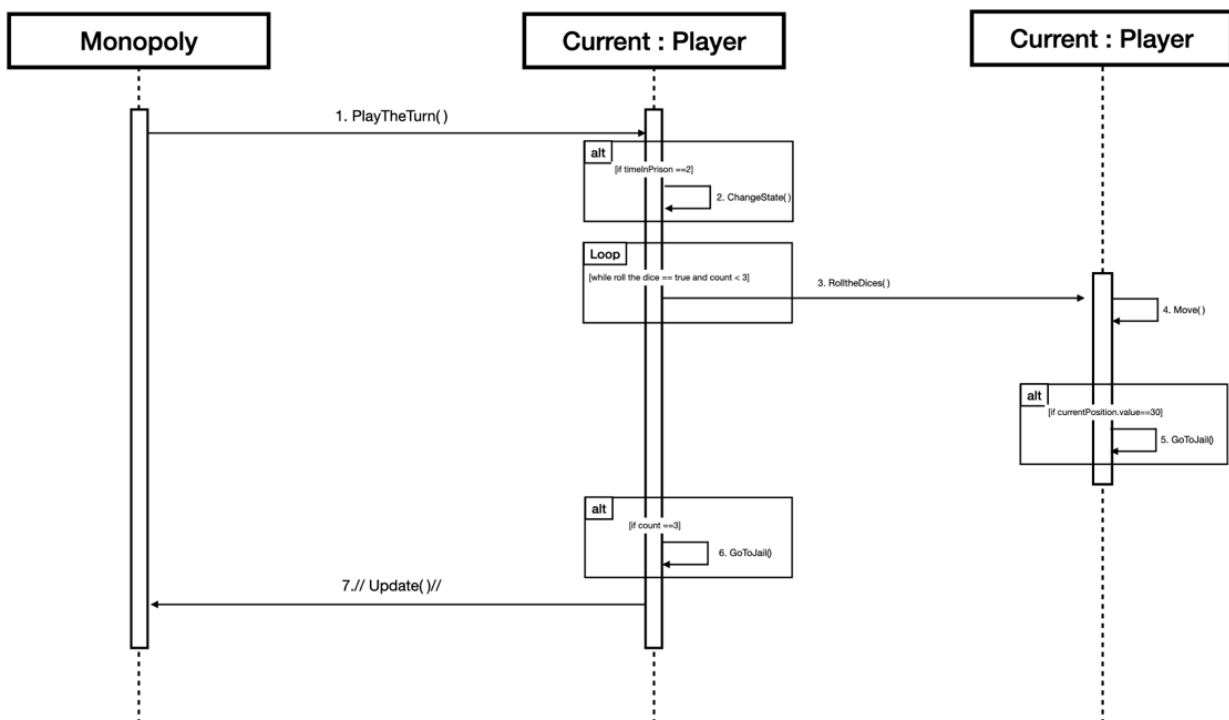 Monopoly
Current : Player
Current : Player
1. PlayTheTurn( )
alt
[if timeInPrison ==2]
2. ChangeState( )
Loop
[while roll the dice == true and count < 3]
3. RolltheDices( )
4. Move( )
alt
[if currentPosition.value==30]
5. GoToJail()
alt
[if count ==3]
6. GoToJail()
7.// Update( )//